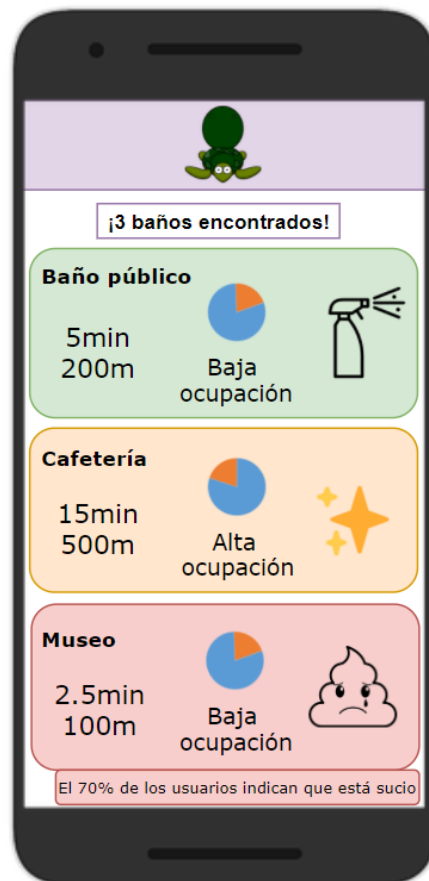 ¡3 baños encontrados!
Baño público
5min
200m
Baja
ocupación
Cafetería
15min
500m
Alta
ocupación
Museo
2.5min
100m
Baja
ocupación
El 70% de los usuarios indican que está sucio